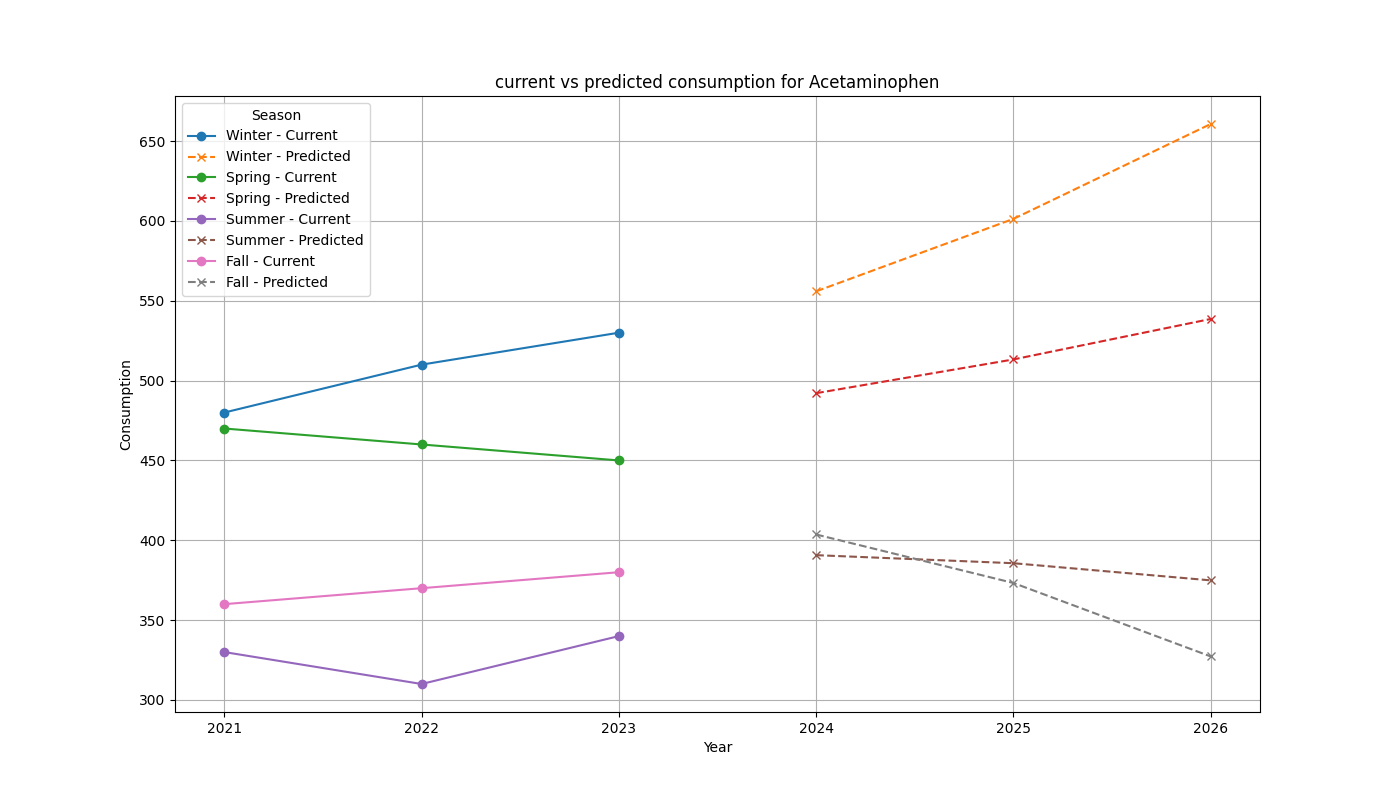 current vs predicted consumption for Acetaminophen
Season
Winter - Current
Winter - Predicted
Spring - Current
Spring - Predicted
Summer - Current
Summer - Predicted
Fall - Current
Fall - Predicted
650
600
550
500
450
400
350
300
Consumption
2021 2022 2023 2024 2025 2026
Year